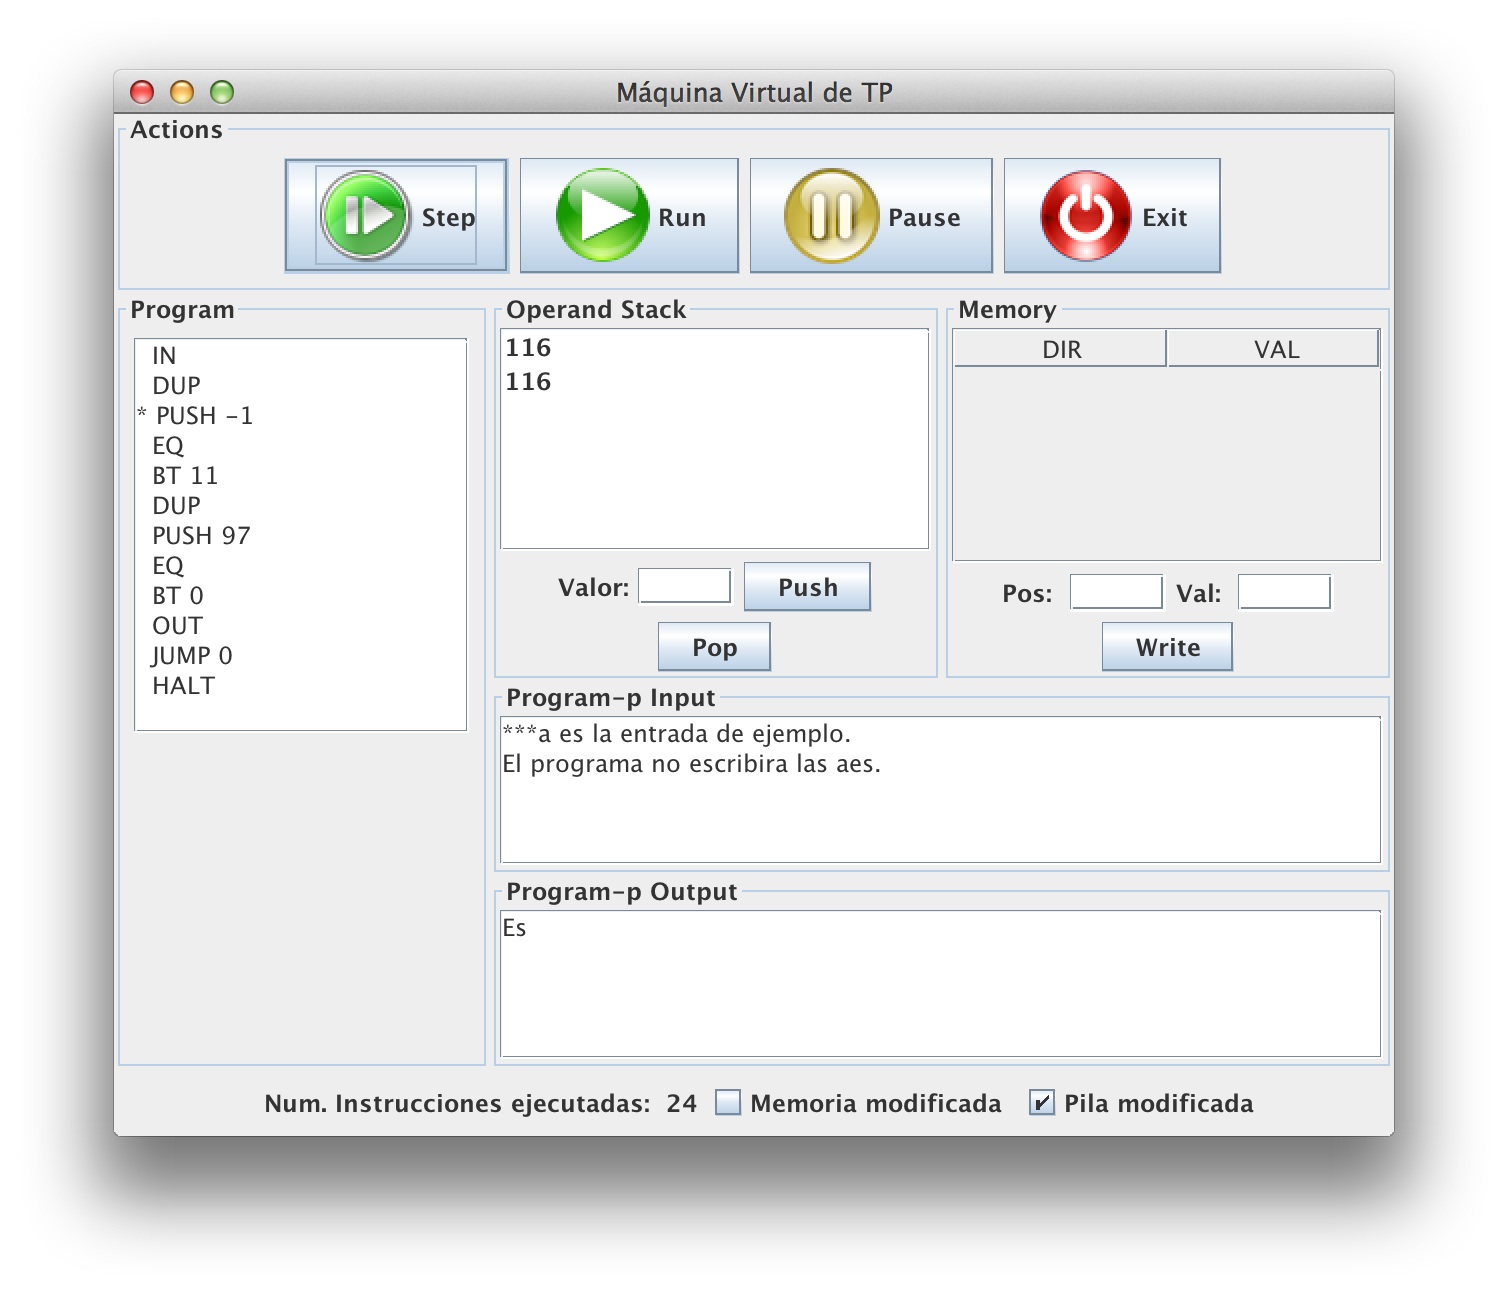 Máquina Virtual de TP
Actions
Step
Run
Pause
Exit
Program
IN
DUP
* PUSH -1
EQ
BT 11
DUP
PUSH 97
EQ
BT 0
OUT
JUMP 0
HALT
Operand Stack
116
116
Valor:
Push
Pop
Memory
DIR VAL
Pos: Val:
Write
Program-p Input
***a es la entrada de ejemplo.
El programa no escribira las aes.
Program-p Output
Es
Num. Instrucciones ejecutadas: 24 Memoria modificada Pila modificada